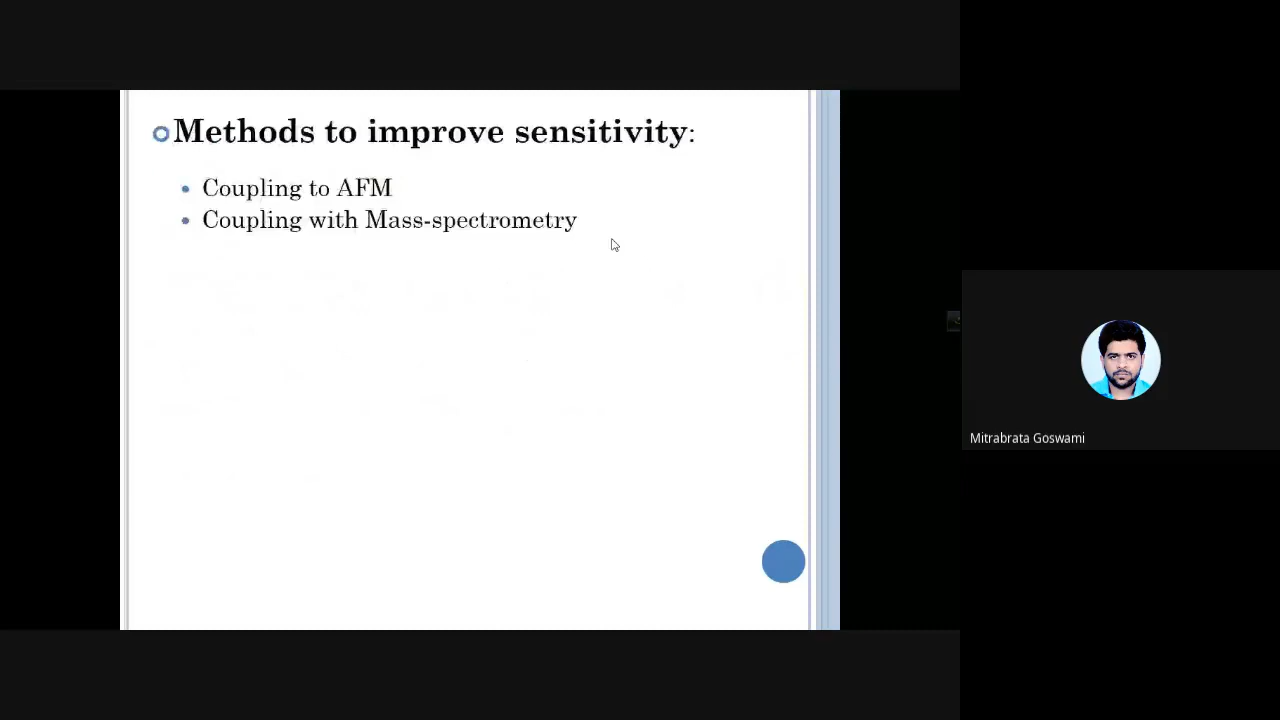 Methods to improve sensitivity:
Coupling to AFM
Coupling with Mass-spectrometry
Mitrabrata Goswami